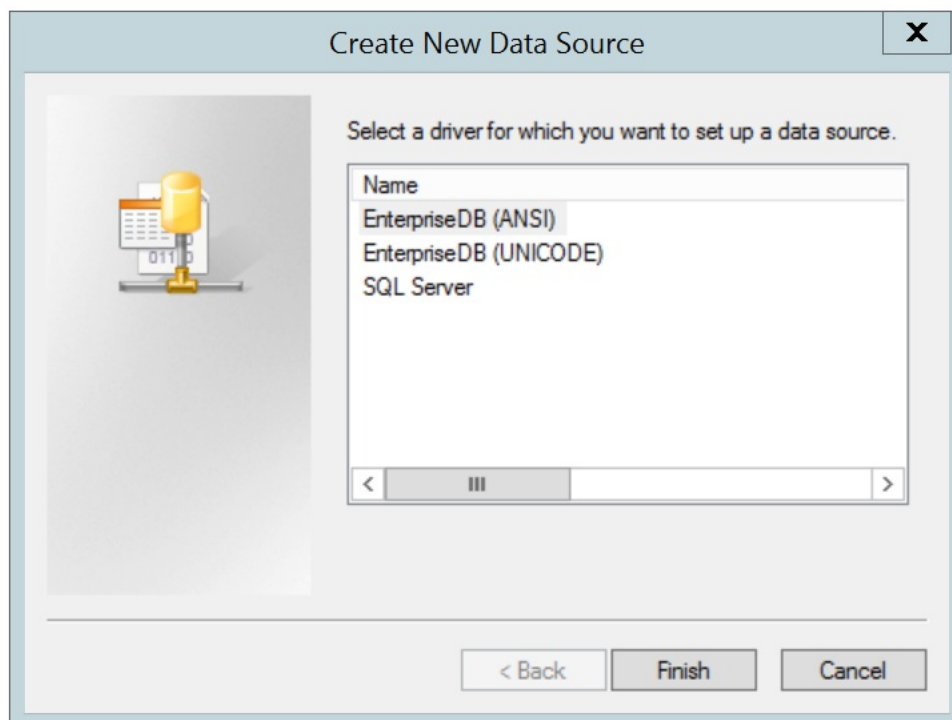 Create New Data Source
X
Select a driver for which you want to set up a data source.
Name
EnterpriseDB (ANSI)
EnterpriseDB (UNICODE)
SQL Server
< Back
Finish
Cancel